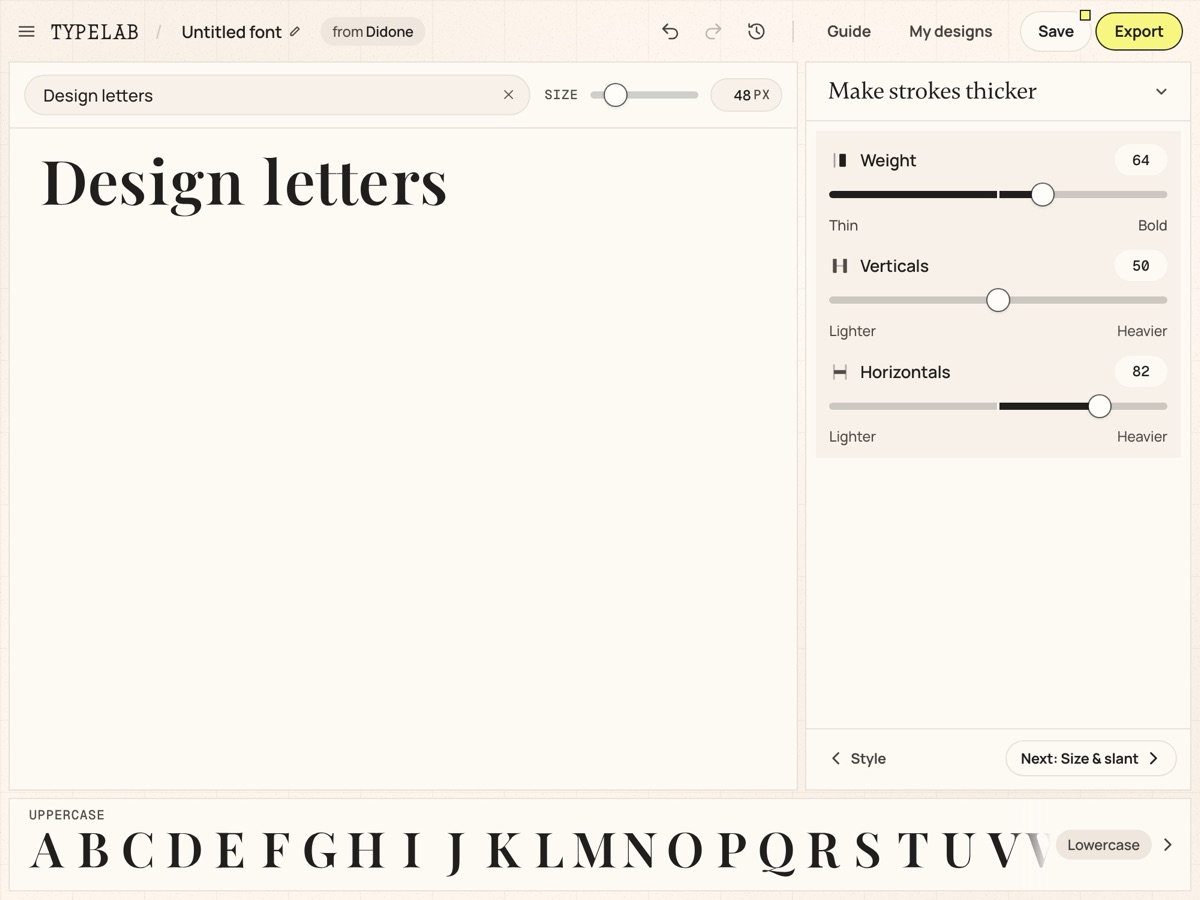 TYPELAB / Untitled font from Didone Guide My designs Save Export
Design letters SIZE 48 PX
Design letters
Make strokes thicker
Weight 64
Thin Bold
Verticals 50
Lighter Heavier
Horizontals 82
Lighter Heavier
Style Next: Size & slant
UPPERCASE
A B C D E F G H I J K L M N O P Q R S T U V W Lowercase